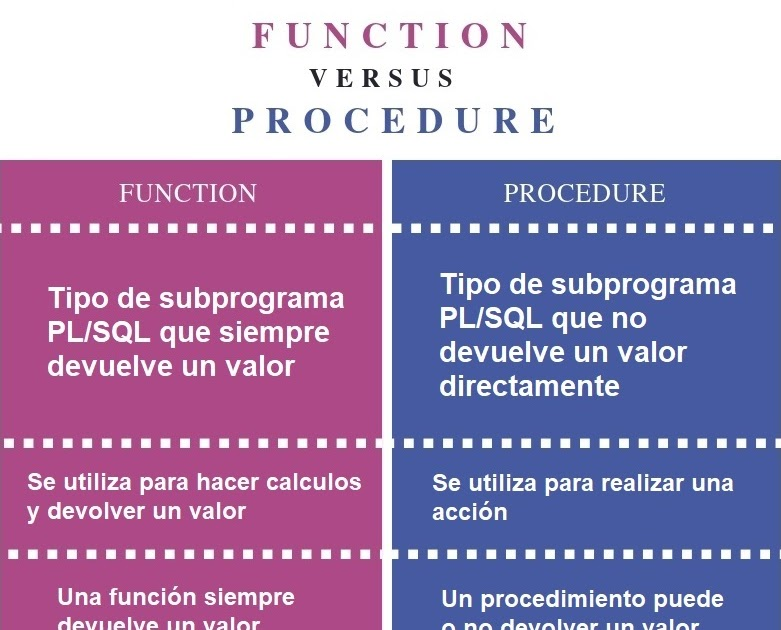 FUNCTION
VERSUS
PROCEDURE
FUNCTION
PROCEDURE
Tipo de subprograma
PL/SQL que siempre
devuelve un valor
Tipo de subprograma
PL/SQL que no
devuelve un valor
directamente
Se utiliza para hacer calculos
y devolver un valor
Se utiliza para realizar una
acción
Una función siempre
devuelve un valor
Un procedimiento puede
o no devolver un valor